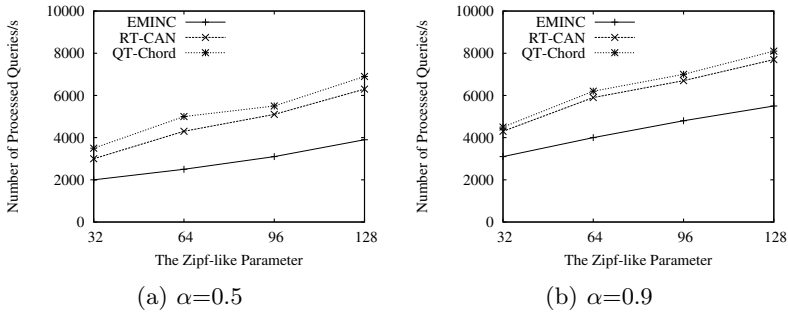 Number of Processed Queries/s
10000
8000
6000
4000
2000
0
EMINC
RT-CAN
QT-Chord
32
64
96
128
The Zipf-like Parameter
(a) α=0.5
Number of Processed Queries/s
10000
8000
6000
4000
2000
0
EMINC
RT-CAN
QT-Chord
32
64
96
128
The Zipf-like Parameter
(b) α=0.9